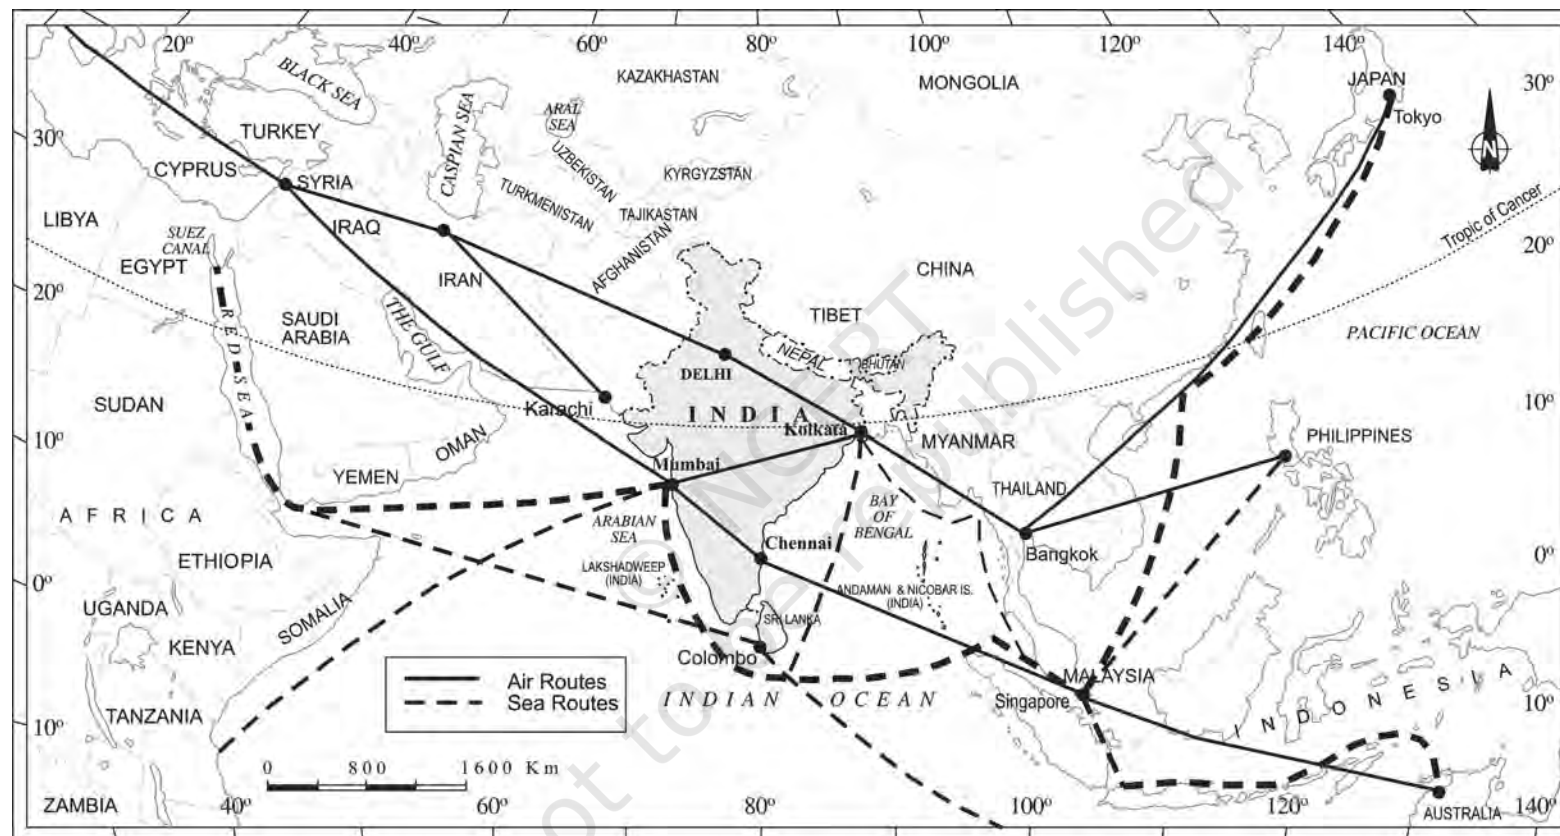 20°
40°
60°
80°
100°
120°
140°
BLACK SEA
KAZAKHASTAN
MONGOLIA
JAPAN
30°
CASPIAN SEA
ARAL
SEA
Tokyo
N
30°
TURKEY
UZBEKISTAN
CYPRUS
SYRIA
KYRGYZSTAN
TURKMENISTAN
TAJIKASTAN
Tropic of Cancer
LIBYA
IRAQ
SUEZ
CANAL
AFGHANISTAN
20°
EGYPT
IRAN
CHINA
20°
RED SEA
SAUDI
ARABIA
THE GULF
TIBET
PACIFIC OCEAN
NEPAL
BHUTAN
DELHI
SUDAN
Karachi
INDIA
Kolkata
10°
10°
OMAN
MYANMAR
PHILIPPINES
YEMEN
Mumbai
THAILAND
AFRICA
ARABIAN
SEA
BAY
OF
BENGAL
Chennai
Bangkok
0°
ETHIOPIA
LAKSHADWEEP
(INDIA)
ANDAMAN & NICOBAR IS.
(INDIA)
0°
UGANDA
SOMALIA
SRI LANKA
KENYA
Colombo
MALAYSIA
Air Routes
Sea Routes
INDIAN OCEAN
Singapore
INDONESIA
10°
TANZANIA
10°
0 800 1600 Km
ZAMBIA
40°
60°
80°
100°
120°
140°
AUSTRALIA
© NCERT
not to be republished